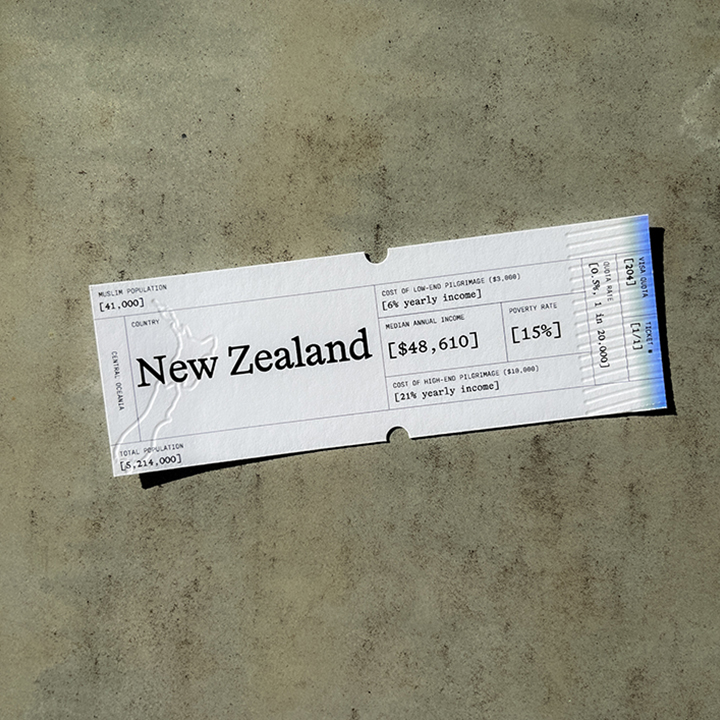 MUSLIM POPULATION
[41,000]
COUNTRY
CENTRAL OCEANIA
New Zealand
TOTAL POPULATION
[5,214,000]
COST OF LOW-END PILGRIMAGE ($3,000)
[6% yearly income]
MEDIAN ANNUAL INCOME
[$48,610]
POVERTY RATE
[15%]
COST OF HIGH-END PILGRIMAGE ($10,000)
[21% yearly income]
QUOTA RATE
[0.5%, 1 in 20,000]
VISA QUOTA
[204]
TICKET #
[1/1]